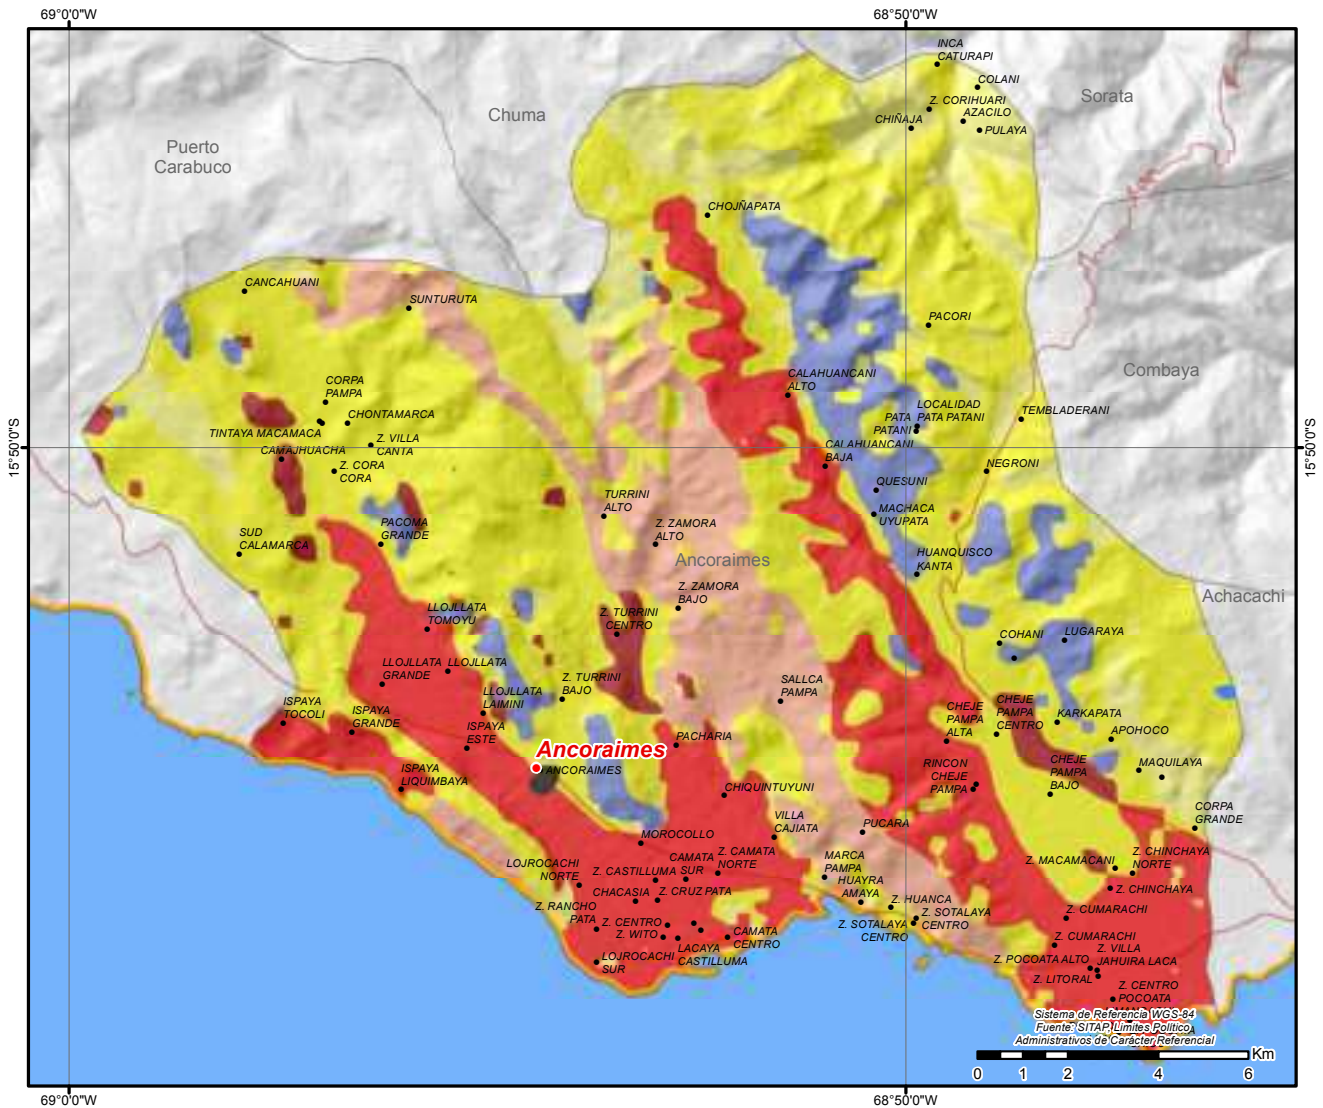 69°0'0"W
68°50'0"W
INCA
CATURAPI
COLANI
Z. CORIHUARI
AZACILO
CHIÑAJA
PULAYA
Sorata
Chuma
Puerto
Carabuco
CHOJÑAPATA
CANCAHUANI
SUNTURUTA
PACORI
Combaya
CALAHUANCANI
ALTO
CORPA
PAMPA
CHONTAMARCA
TINTAYA MACAMACA
LOCALIDAD
PATA PATANI
PATA
PATANI
TEMBLADERANI
15°50'0"S
15°50'0"S
CAMAJHUACHA
Z. VILLA
CANTA
Z. CORA
CORA
CALAHUANCANI
BAJA
NEGRONI
QUESUNI
MACHACA
UYUPATA
TURRINI
ALTO
Z. ZAMORA
ALTO
PACOMA
GRANDE
SUD
CALAMARCA
Ancoraimes
HUANQUISCO
KANTA
Achacachi
Z. ZAMORA
BAJO
LLOJLLATA
TOMOYU
Z. TURRINI
CENTRO
COHANI
LUGARAYA
LLOJLLATA
GRANDE
LLOJLLATA
LLOJLLATA
LAIMINI
Z. TURRINI
BAJO
SALLCA
PAMPA
ISPAYA
TOCOLI
ISPAYA
GRANDE
ISPAYA
ESTE
CHEJE
PAMPA
ALTA
CHEJE
PAMPA
CENTRO
KARKAPATA
APOHOCO
PACHARIA
Ancoraimes
ANCORAIMES
ISPAYA
LIQUIMBAYA
RINCON
CHEJE
PAMPA
CHEJE
PAMPA
BAJO
MAQUILAYA
CHIQUINTUYUNI
CORPA
GRANDE
VILLA
CAJIATA
PUCARA
MOROCOLLO
LOJROCACHI
NORTE
Z. CASTILLUMA
CAMATA
SUR
Z. CAMATA
NORTE
MARCA
PAMPA
Z. MACAMACANI
Z. CHINCHAYA
NORTE
CHACASIA
Z. CRUZ PATA
HUAYRA
AMAYA
Z. HUANCA
Z. CHINCHAYA
Z. RANCHO
PATA
Z. CENTRO
Z. WITO
CAMATA
CENTRO
Z. SOTALAYA
CENTRO
Z. SOTALAYA
CENTRO
Z. CUMARACHI
Z. CUMARACHI
LOJROCACHI
SUR
LACAYA
CASTILLUMA
Z. POCOATA ALTO
Z. VILLA
JAHUIRA LACA
Z. LITORAL
Z. CENTRO
POCOATA
Sistema de Referencia WGS-84
Fuente: SITAP, Limites Político
Administrativos de Carácter Referencial
Km
0 1 2 4 6
69°0'0"W
68°50'0"W